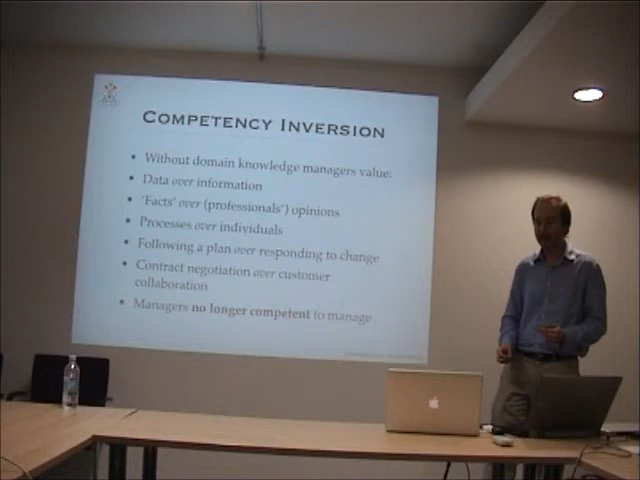 COMPETENCY INVERSION
• Without domain knowledge managers value:
• Data over information
• 'Facts' over (professionals') opinions
• Processes over individuals
• Following a plan over responding to change
• Contract negotiation over customer
collaboration
• Managers no longer competent to manage